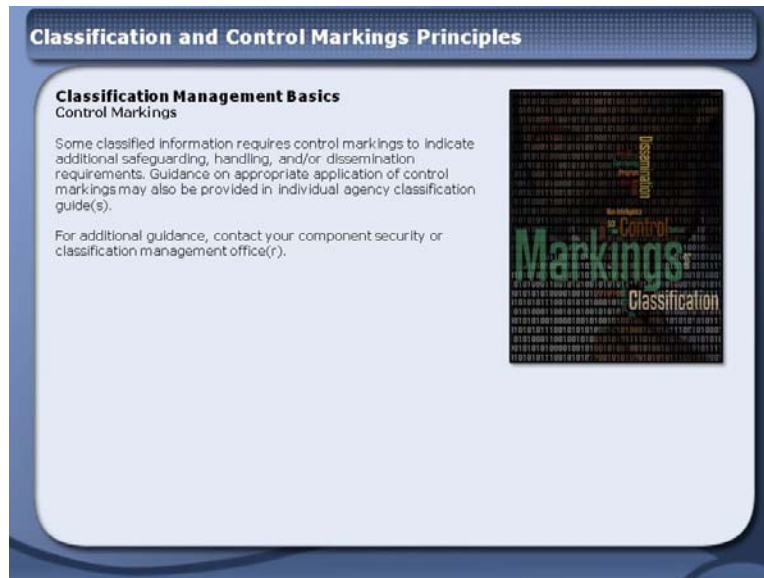 Classification and Control Markings Principles
Classification Management Basics
Control Markings
Some classified information requires control markings to indicate
additional safeguarding, handling, and/or dissemination
requirements. Guidance on appropriate application of control
markings may also be provided in individual agency classification
guide(s).
For additional guidance, contact your component security or
classification management office(r).
Dissemination
Control
Markings
Classification